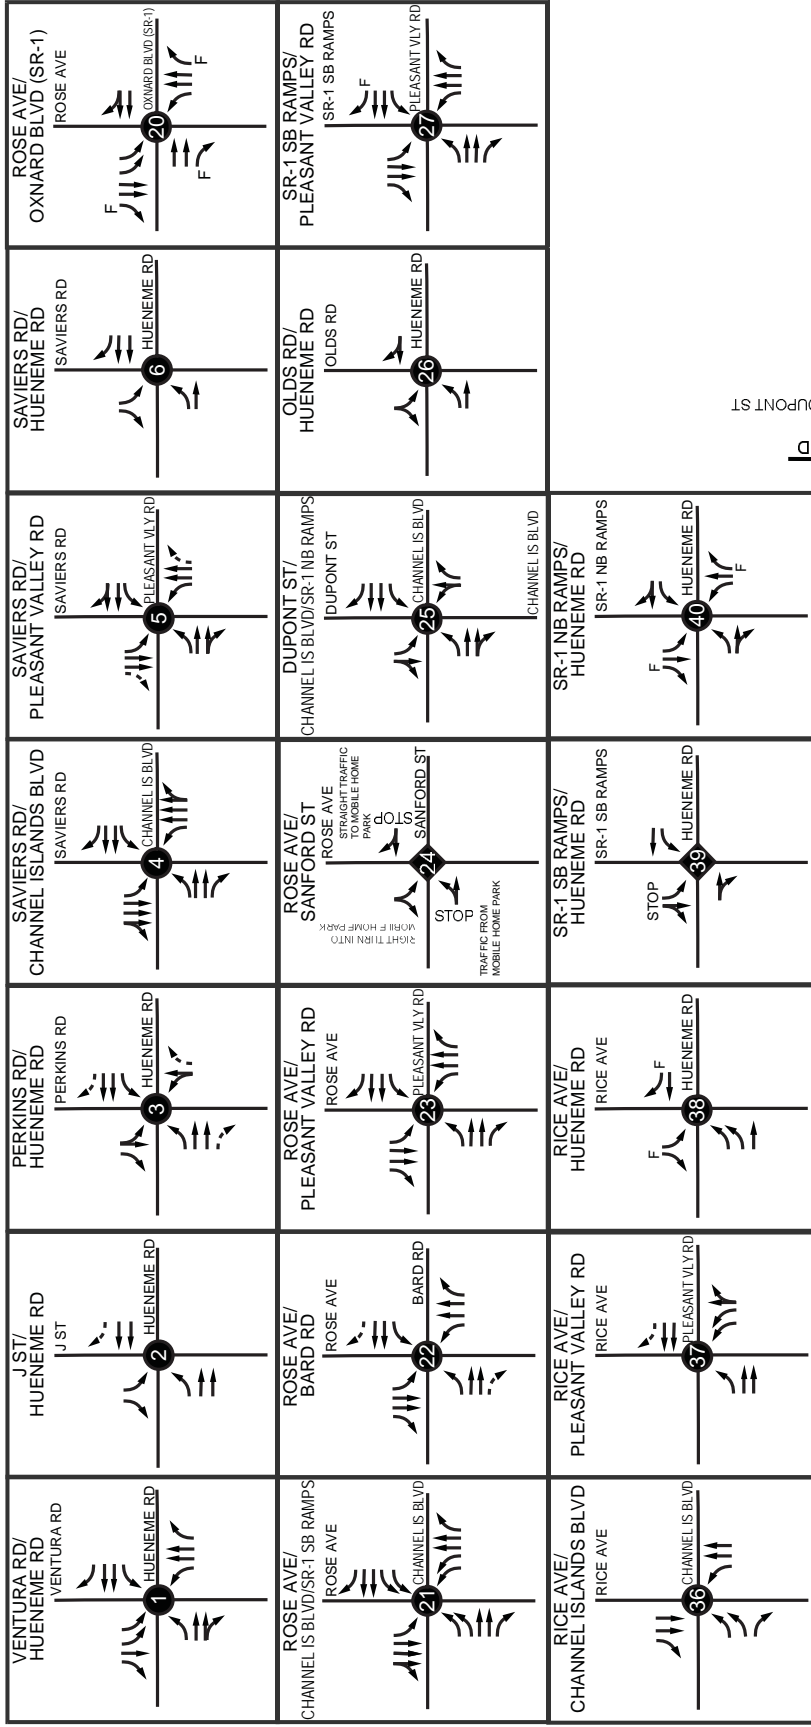 VENTURA RD/
HUENEME RD
VENTURA RD
HUENEME RD
1
J ST/
HUENEME RD
J ST
HUENEME RD
2
PERKINS RD/
HUENEME RD
PERKINS RD
HUENEME RD
3
SAVIERS RD/
CHANNEL ISLANDS BLVD
SAVIERS RD
CHANNEL IS BLVD
4
SAVIERS RD/
PLEASANT VALLEY RD
SAVIERS RD
PLEASANT VLY RD
5
SAVIERS RD/
HUENEME RD
SAVIERS RD
HUENEME RD
6
ROSE AVE/
OXNARD BLVD (SR-1)
ROSE AVE
OXNARD BLVD (SR-1)
20
F
F
F
ROSE AVE/
CHANNEL IS BLVD/SR-1 SB RAMPS
ROSE AVE
CHANNEL IS BLVD
21
ROSE AVE/
BARD RD
ROSE AVE
BARD RD
22
ROSE AVE/
PLEASANT VALLEY RD
ROSE AVE
PLEASANT VLY RD
23
ROSE AVE/
SANFORD ST
ROSE AVE
STRAIGHT TRAFFIC
TO MOBILE HOME
PARK
STOP
SANFORD ST
24
RIGHT TURN INTO
MOBILE HOME PARK
STOP
TRAFFIC FROM
MOBILE HOME PARK
DUPONT ST/
CHANNEL IS BLVD/SR-1 NB RAMPS
DUPONT ST
CHANNEL IS BLVD
25
CHANNEL IS BLVD
OLDS RD/
HUENEME RD
OLDS RD
HUENEME RD
26
SR-1 SB RAMPS/
PLEASANT VALLEY RD
SR-1 SB RAMPS
F
PLEASANT VLY RD
27
RICE AVE/
CHANNEL ISLANDS BLVD
RICE AVE
CHANNEL IS BLVD
36
RICE AVE/
PLEASANT VALLEY RD
RICE AVE
PLEASANT VLY RD
37
RICE AVE/
HUENEME RD
RICE AVE
F
F
HUENEME RD
38
SR-1 SB RAMPS/
HUENEME RD
SR-1 SB RAMPS
STOP
HUENEME RD
39
SR-1 NB RAMPS/
HUENEME RD
SR-1 NB RAMPS
F
HUENEME RD
40
F
DUPONT ST
D